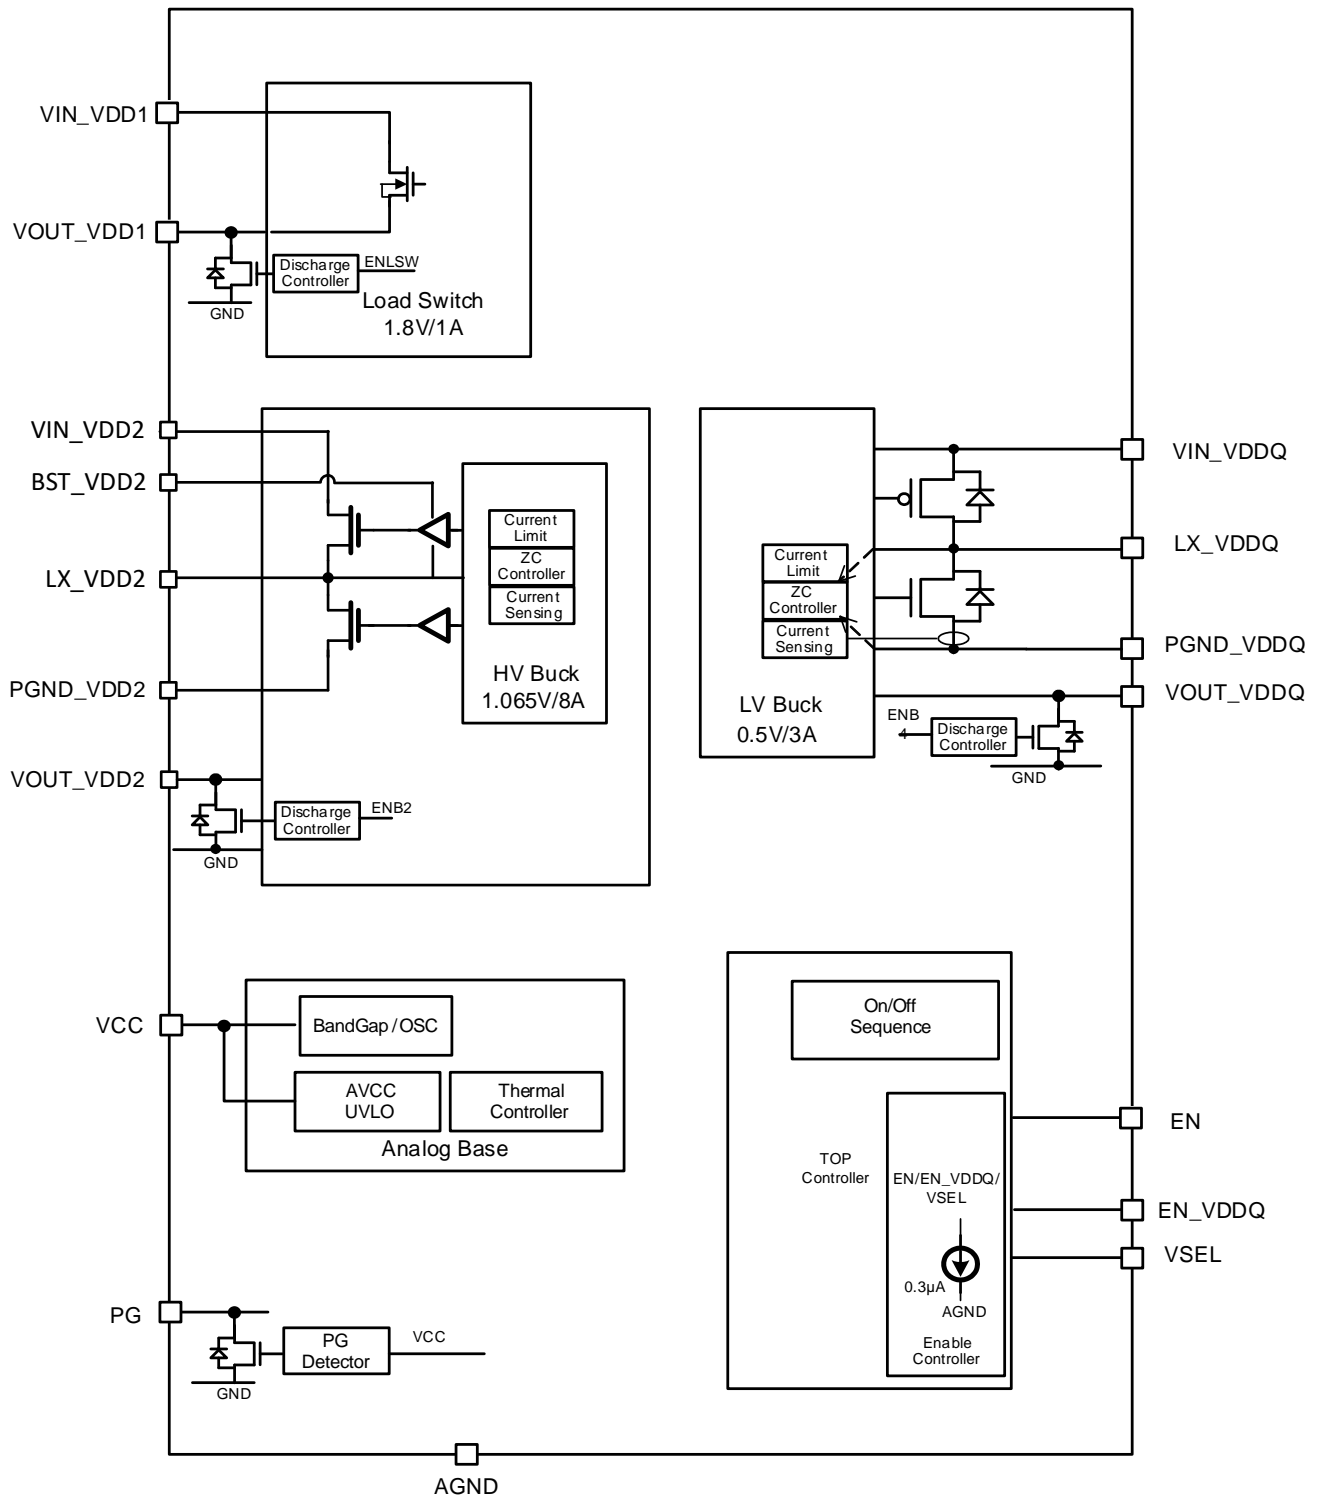 VIN_VDD1
VOUT_VDD1
Discharge
Controller
ENLSW
GND
Load Switch
1.8V/1A
VIN_VDD2
BST_VDD2
LX_VDD2
PGND_VDD2
VOUT_VDD2
Current
Limit
ZC
Controller
Current
Sensing
HV Buck
1.065V/8A
Discharge
Controller
ENB2
GND
VIN_VDDQ
LX_VDDQ
PGND_VDDQ
VOUT_VDDQ
Current
Limit
ZC
Controller
Current
Sensing
LV Buck
0.5V/3A
ENB
4
Discharge
Controller
GND
VCC
BandGap / OSC
AVCC
UVLO
Thermal
Controller
Analog Base
On/Off
Sequence
TOP
Controller
EN/EN_VDDQ/
VSEL
0.3µA
AGND
Enable
Controller
EN
EN_VDDQ
VSEL
PG
PG
Detector
VCC
GND
AGND